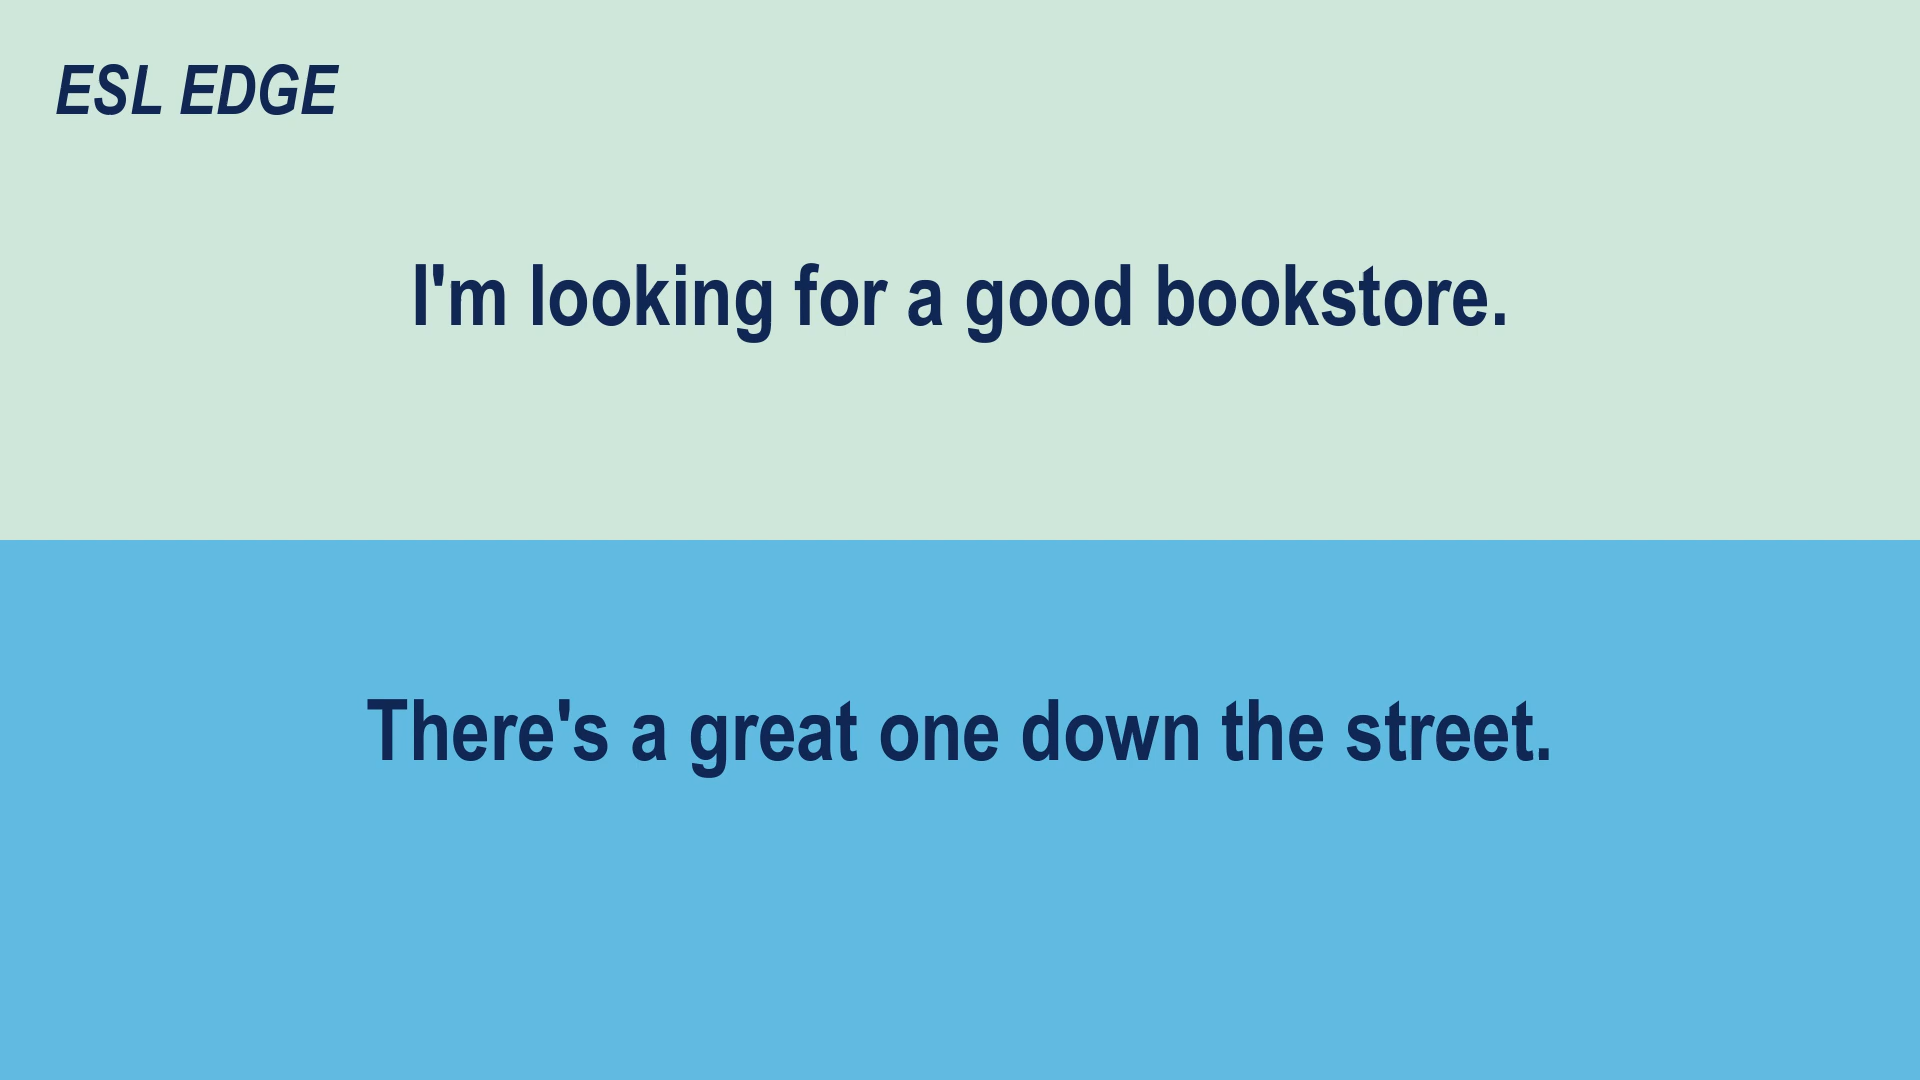 ESL EDGE
I'm looking for a good bookstore.
There's a great one down the street.